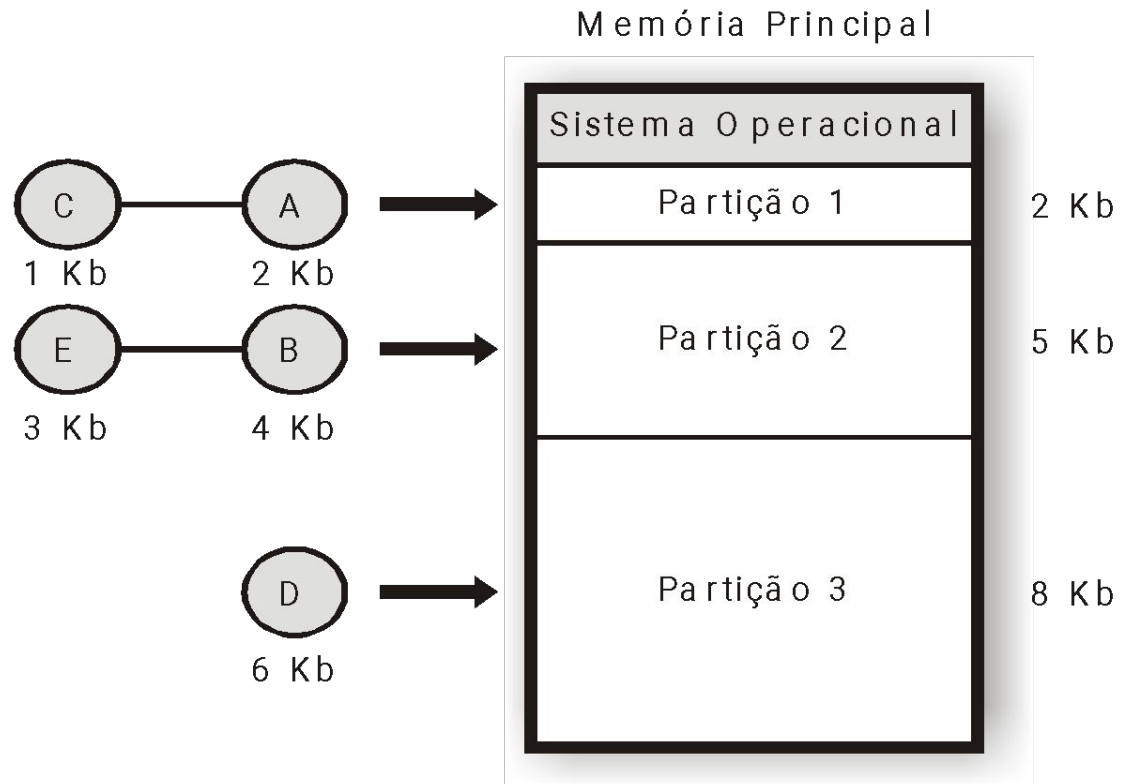 Memória Principal
Sistema Operacional
C
A
Partição 1
2 Kb
1 Kb
2 Kb
E
B
Partição 2
5 Kb
3 Kb
4 Kb
D
Partição 3
8 Kb
6 Kb